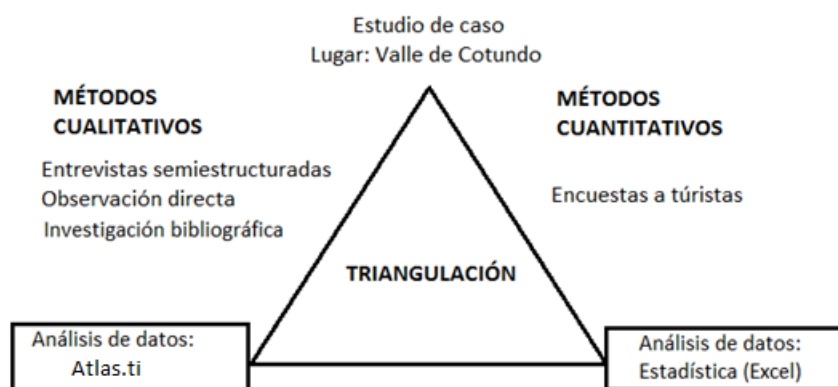 Estudio de caso
Lugar: Valle de Cotundo
MÉTODOS
CUALITATIVOS
Entrevistas semiestructuradas
Observación directa
Investigación bibliográfica
MÉTODOS
CUANTITATIVOS
Encuestas a túristas
TRIANGULACIÓN
Análisis de datos:
Atlas.ti
Análisis de datos:
Estadística (Excel)